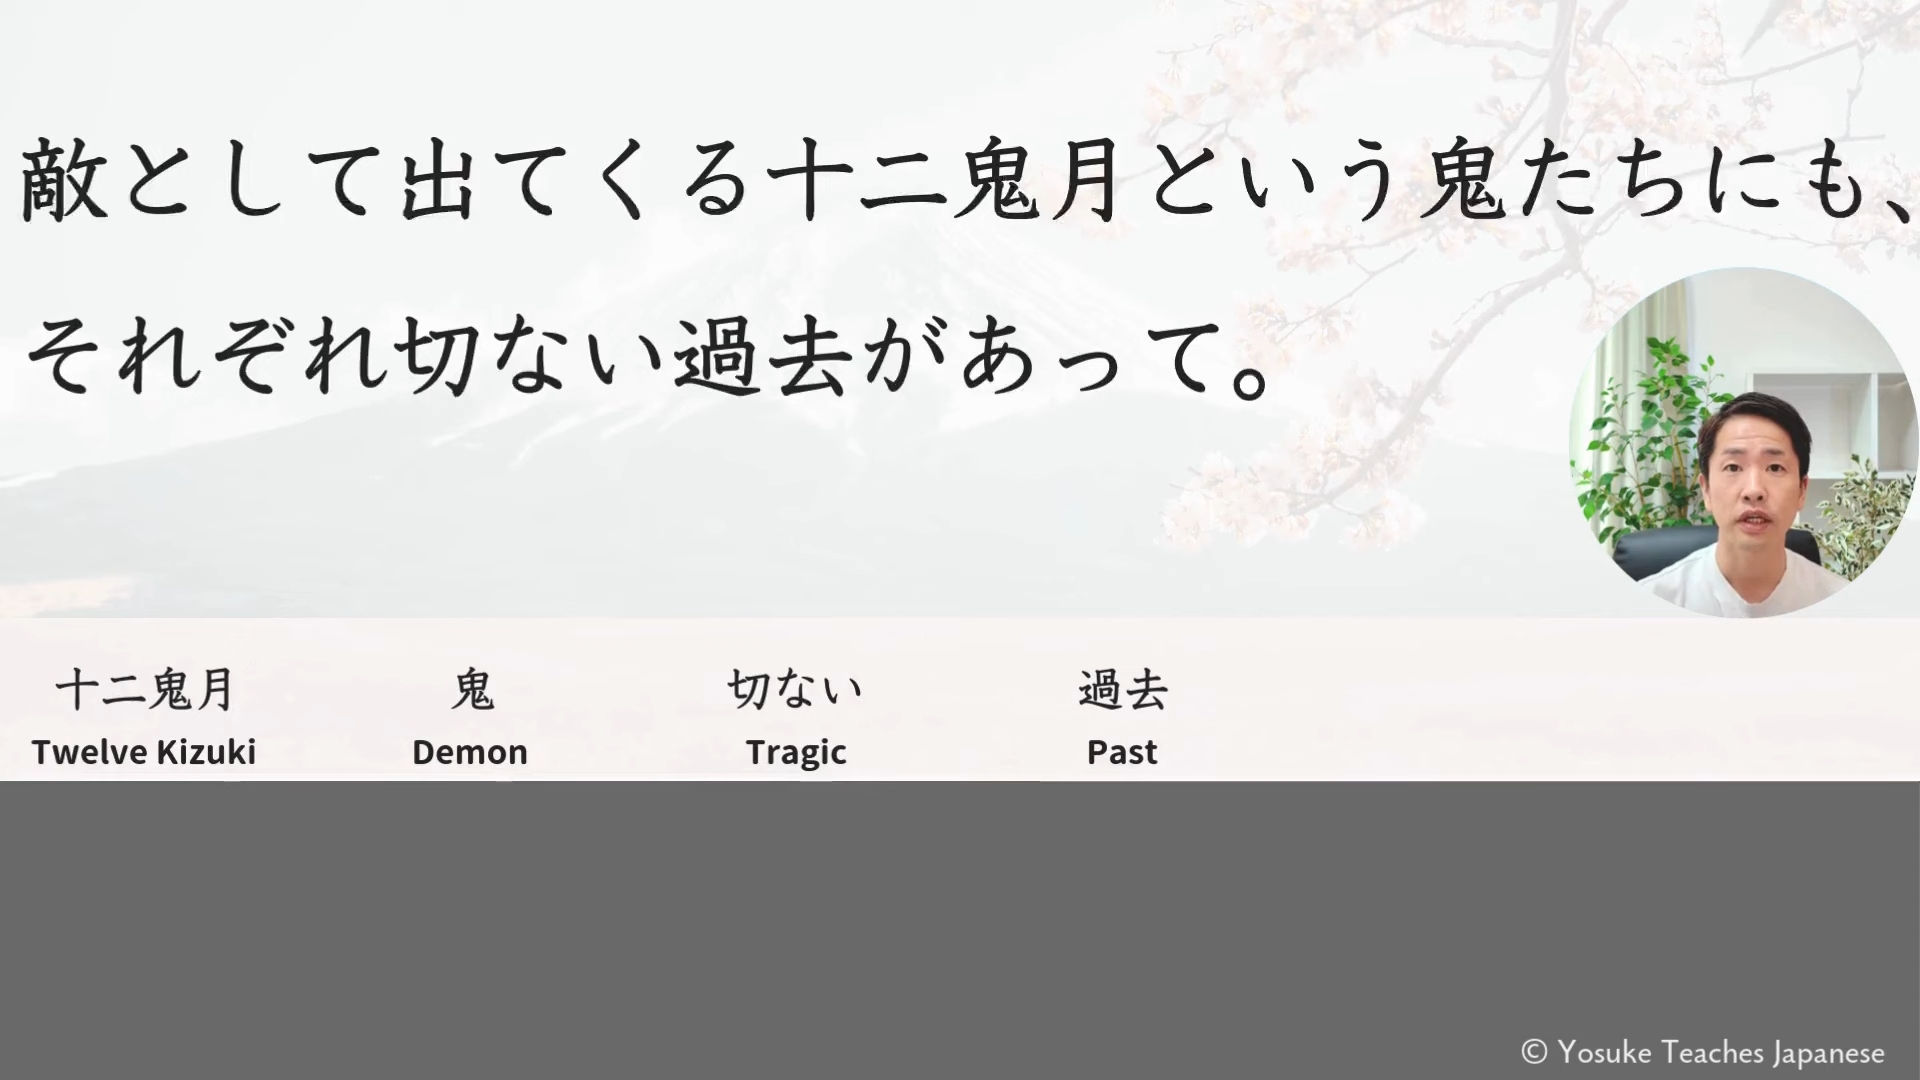 敵として出てくる十二鬼月という鬼たちにも、
それぞれ切ない過去があって。
十二鬼月 鬼 切ない 過去
Twelve Kizuki Demon Tragic Past
© Yosuke Teaches Japanese